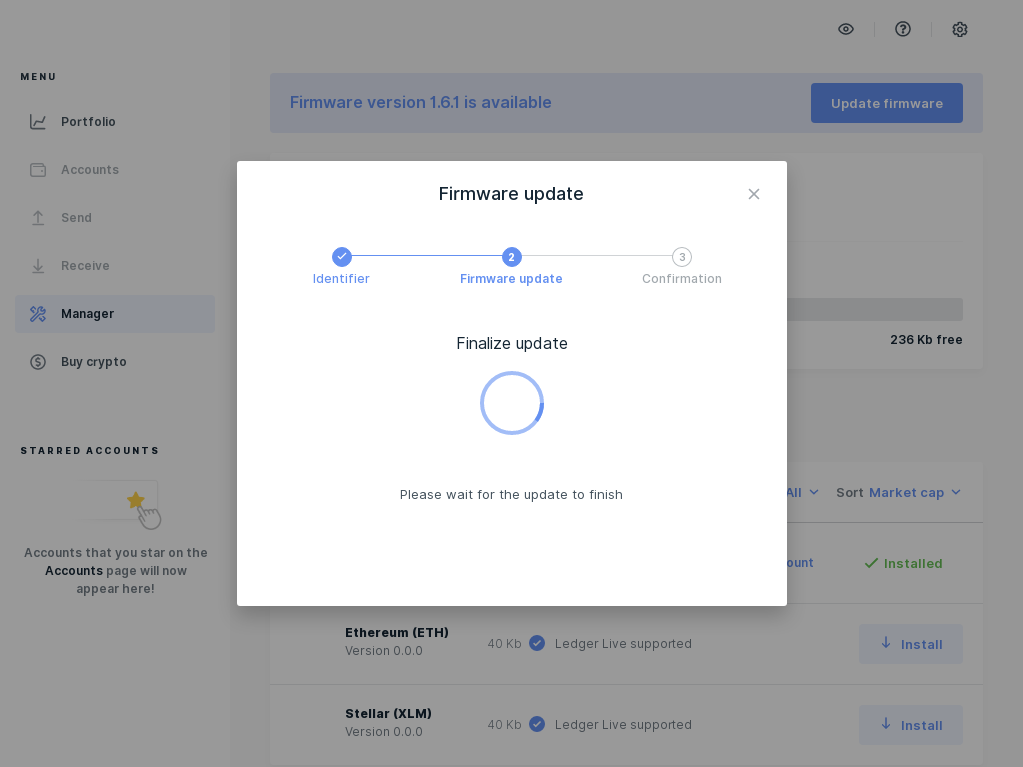 MENU
Portfolio
Accounts
Send
Receive
Manager
Buy crypto
STARRED ACCOUNTS
Accounts that you star on the
Accounts page will now
appear here!
Firmware version 1.6.1 is available
Update firmware
Firmware update
Identifier
2
Firmware update
3
Confirmation
Finalize update
Please wait for the update to finish
236 Kb free
All
Sort Market cap
Installed
Ethereum (ETH)
Version 0.0.0
40 Kb
Ledger Live supported
Install
Stellar (XLM)
Version 0.0.0
40 Kb
Ledger Live supported
Install